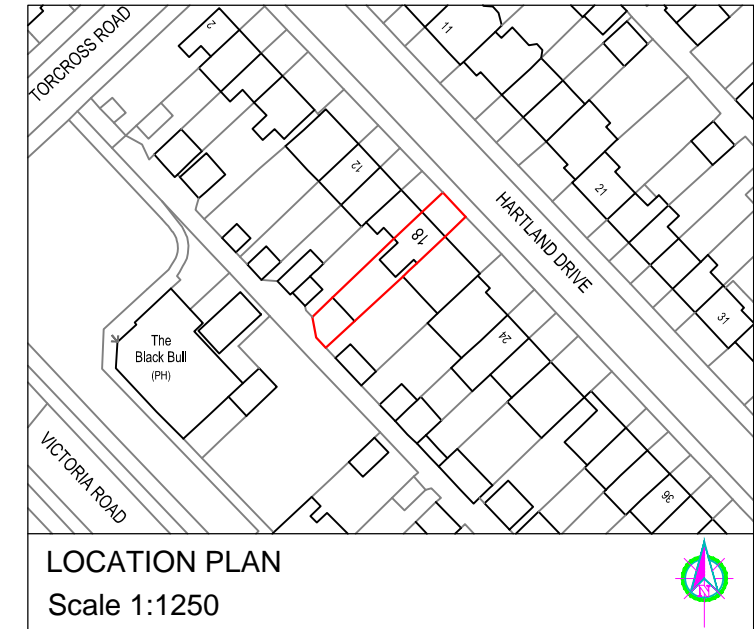 TORCROSS ROAD
2
11
12
18
21
HARTLAND DRIVE
24
31
36
The
Black Bull
(PH)
VICTORIA ROAD
LOCATION PLAN
Scale 1:1250
N